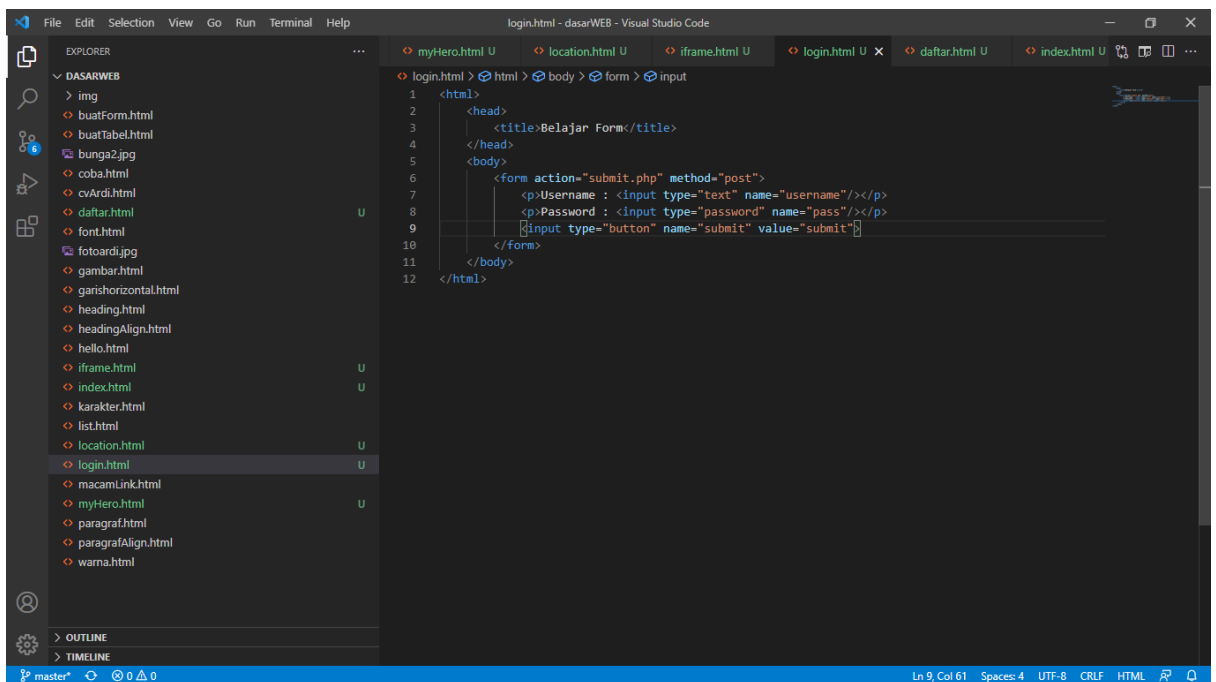 File Edit Selection View Go Run Terminal Help login.html - dasarWEB - Visual Studio Code
EXPLORER
DASARWEB
img
buatForm.html
buatTabel.html
bunga2.jpg
coba.html
cvArdi.html
daftar.html U
font.html
fotoardi.jpg
gambar.html
garishorizontal.html
heading.html
headingAlign.html
hello.html
iframe.html U
index.html U
karakter.html
list.html
location.html U
login.html U
macamLink.html
myHero.html U
paragraf.html
paragrafAlign.html
warna.html
OUTLINE
TIMELINE
6
myHero.html U location.html U iframe.html U login.html U daftar.html U index.html U
login.html > html > body > form > input
1 <html>
2 <head>
3 <title>Belajar Form</title>
4 </head>
5 <body>
6 <form action="submit.php" method="post">
7 <p>Username : <input type="text" name="username"/></p>
8 <p>Password : <input type="password" name="pass"/></p>
9 <input type="button" name="submit" value="submit">
10 </form>
11 </body>
12 </html>
master* 0 0 Ln 9, Col 61 Spaces: 4 UTF-8 CRLF HTML